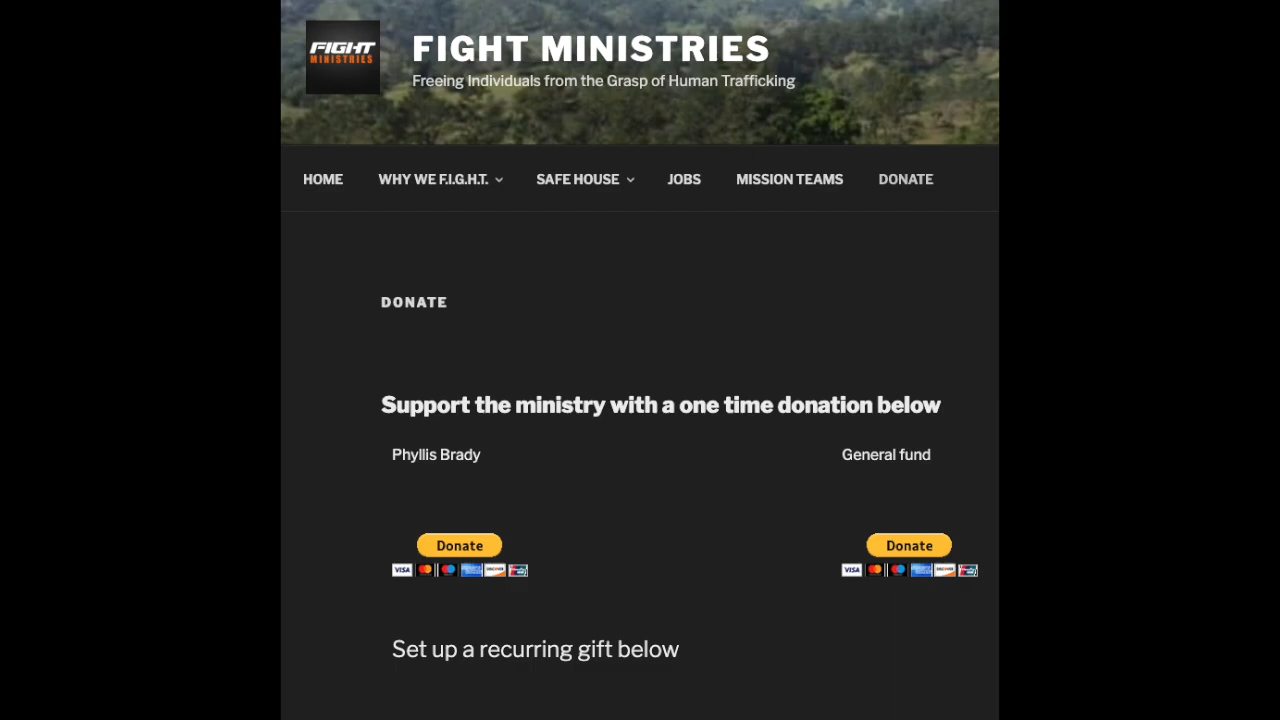 FIGHT
MINISTRIES
FIGHT MINISTRIES
Freeing Individuals from the Grasp of Human Trafficking
HOME WHY WE F.I.G.H.T. SAFE HOUSE JOBS MISSION TEAMS DONATE
DONATE
Support the ministry with a one time donation below
Phyllis Brady General fund
Donate Donate
VISA VISA
Set up a recurring gift below